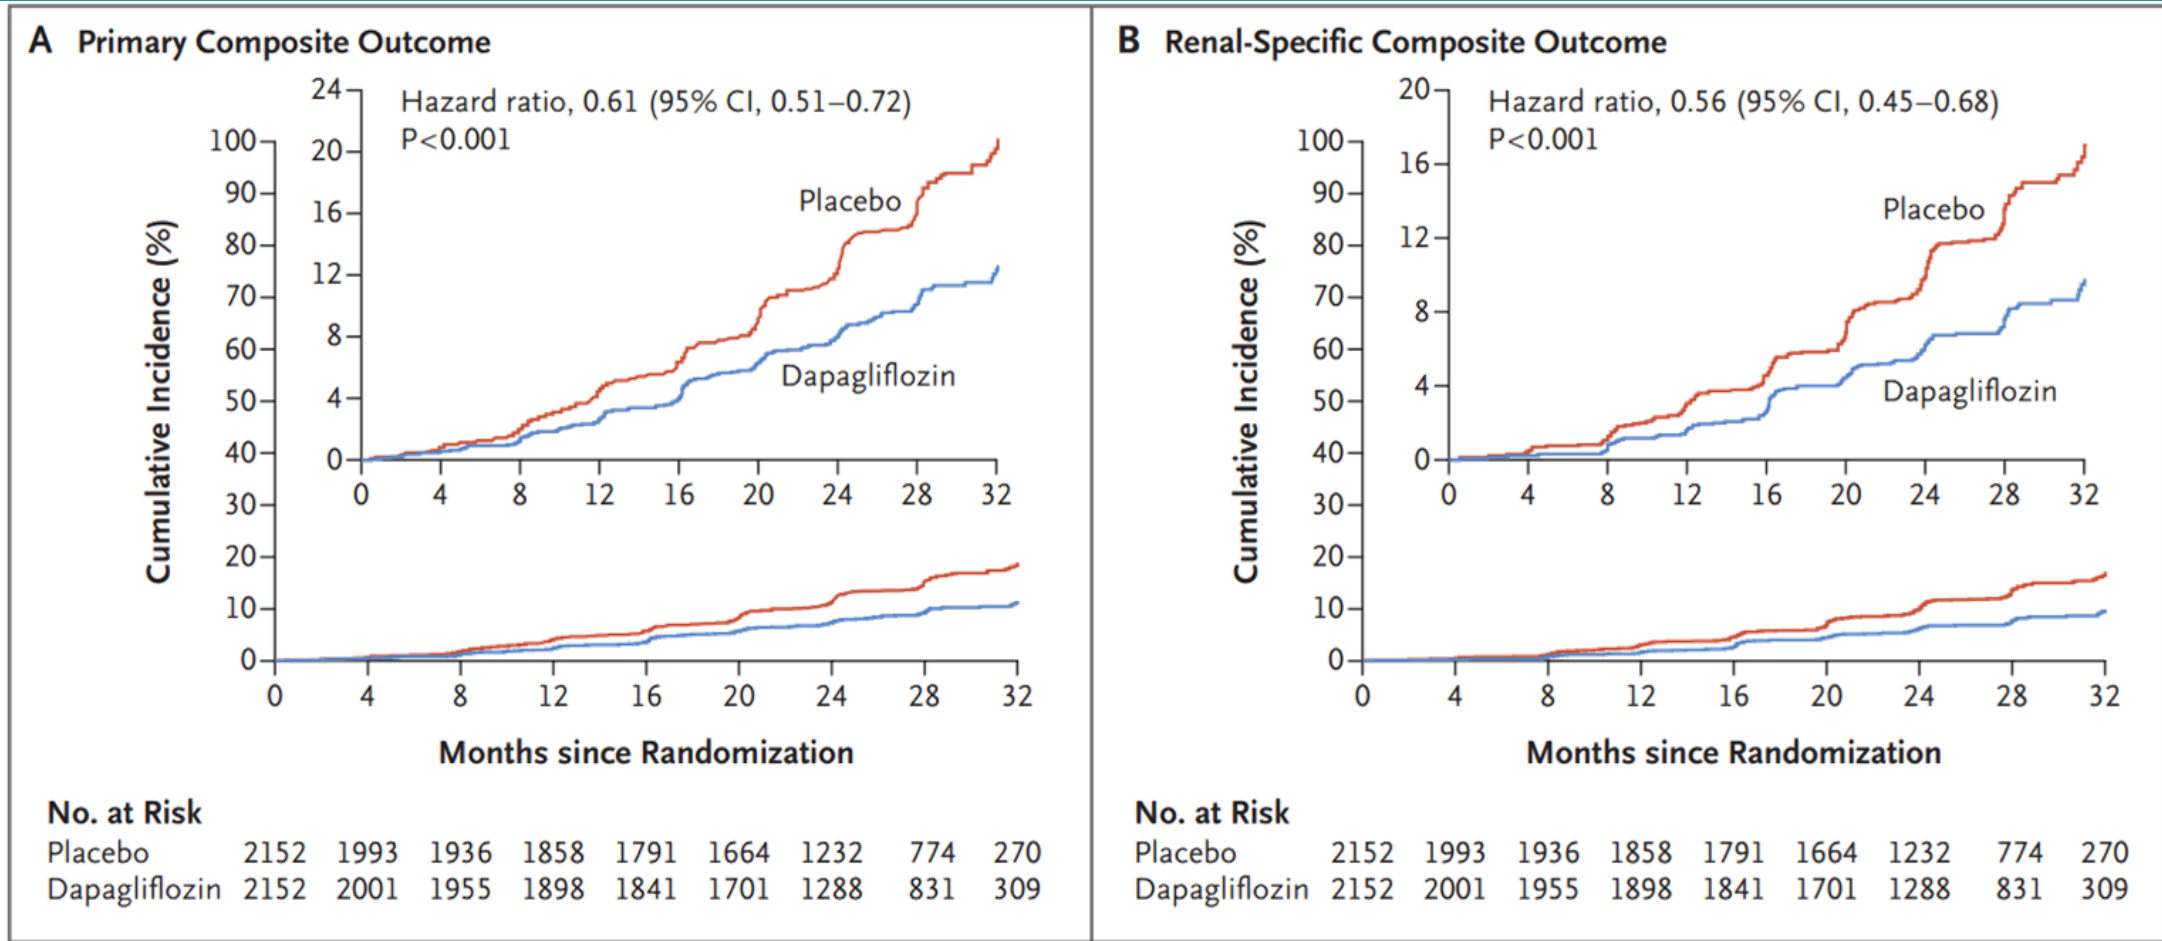 A Primary Composite Outcome
Cumulative Incidence (%)
100
90
80
70
60
50
40
30
20
10
0
24
20
16
12
8
4
0
Hazard ratio, 0.61 (95% CI, 0.51–0.72)
P<0.001
Placebo
Dapagliflozin
0 4 8 12 16 20 24 28 32
0 4 8 12 16 20 24 28 32
Months since Randomization
No. at Risk
Placebo 2152 1993 1936 1858 1791 1664 1232 774 270
Dapagliflozin 2152 2001 1955 1898 1841 1701 1288 831 309
B Renal-Specific Composite Outcome
Cumulative Incidence (%)
100
90
80
70
60
50
40
30
20
10
0
20
16
12
8
4
0
Hazard ratio, 0.56 (95% CI, 0.45–0.68)
P<0.001
Placebo
Dapagliflozin
0 4 8 12 16 20 24 28 32
0 4 8 12 16 20 24 28 32
Months since Randomization
No. at Risk
Placebo 2152 1993 1936 1858 1791 1664 1232 774 270
Dapagliflozin 2152 2001 1955 1898 1841 1701 1288 831 309